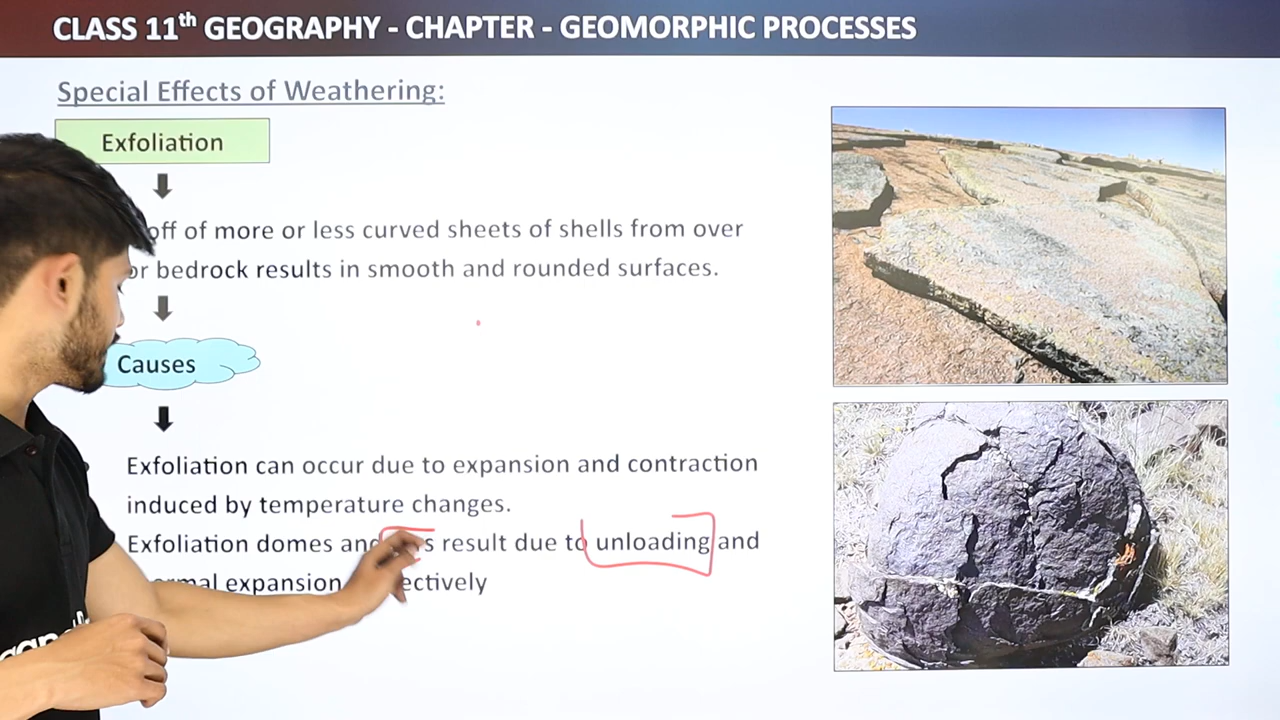 CLASS 11th GEOGRAPHY - CHAPTER - GEOMORPHIC PROCESSES
Special Effects of Weathering:
Exfoliation
off of more or less curved sheets of shells from over
or bedrock results in smooth and rounded surfaces.
Causes
Exfoliation can occur due to expansion and contraction
induced by temperature changes.
Exfoliation domes and result due to unloading and
expansion